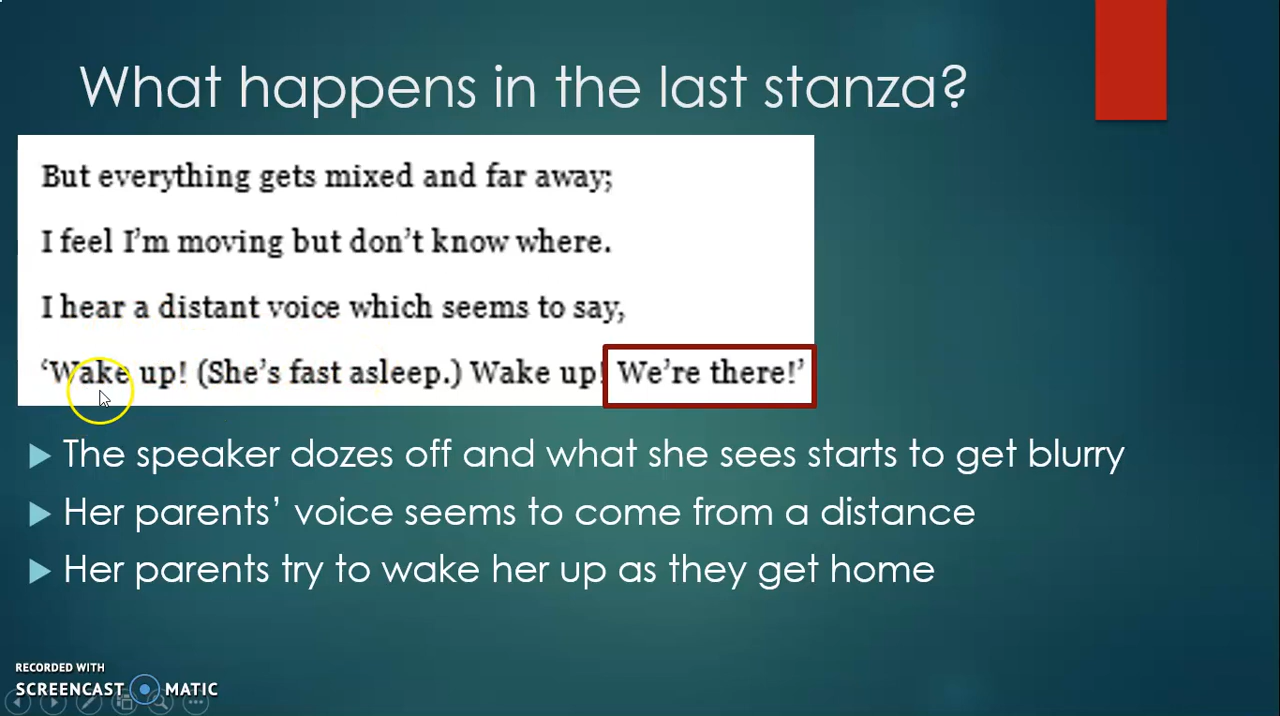 What happens in the last stanza?
But everything gets mixed and far away;
I feel I'm moving but don't know where.
I hear a distant voice which seems to say,
‘Wake up! (She's fast asleep.) Wake up! We're there!’
The speaker dozes off and what she sees starts to get blurry
Her parents’ voice seems to come from a distance
Her parents try to wake her up as they get home
RECORDED WITH
SCREENCAST MATIC